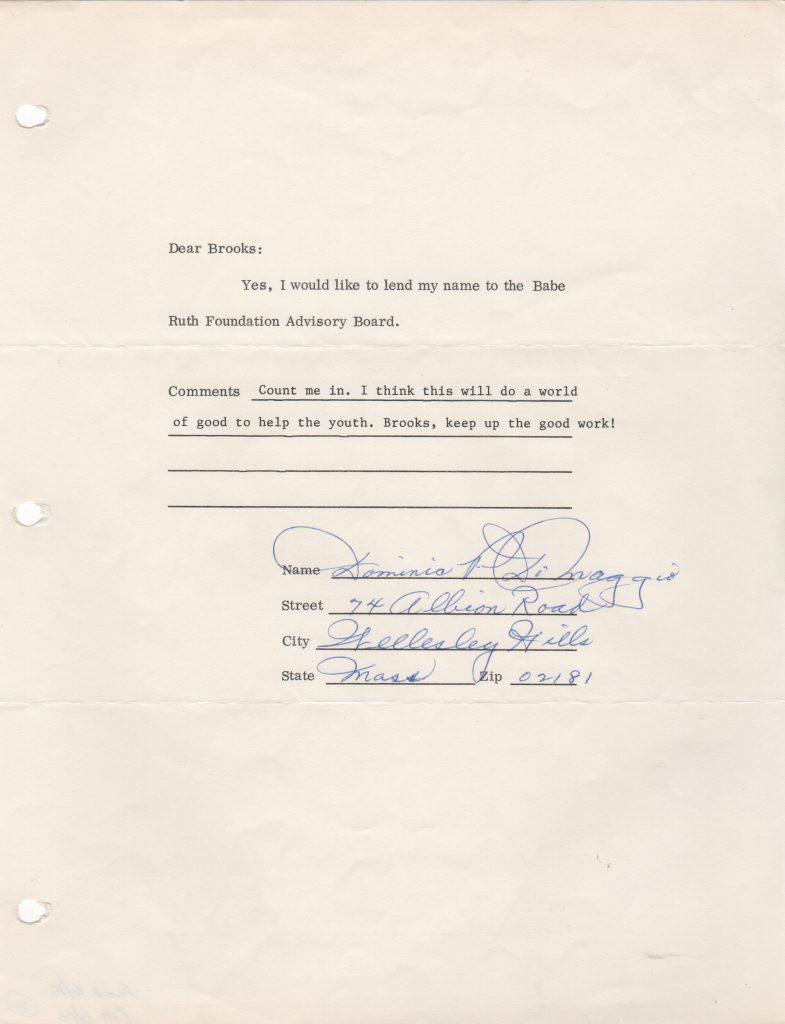 Dear Brooks:
Yes, I would like to lend my name to the Babe
Ruth Foundation Advisory Board.
Comments Count me in. I think this will do a world
of good to help the youth. Brooks, keep up the good work!
Name Dominic P. DiMaggio
Street 74 Albion Road
City Wellesley Hills
State Mass Zip 02181